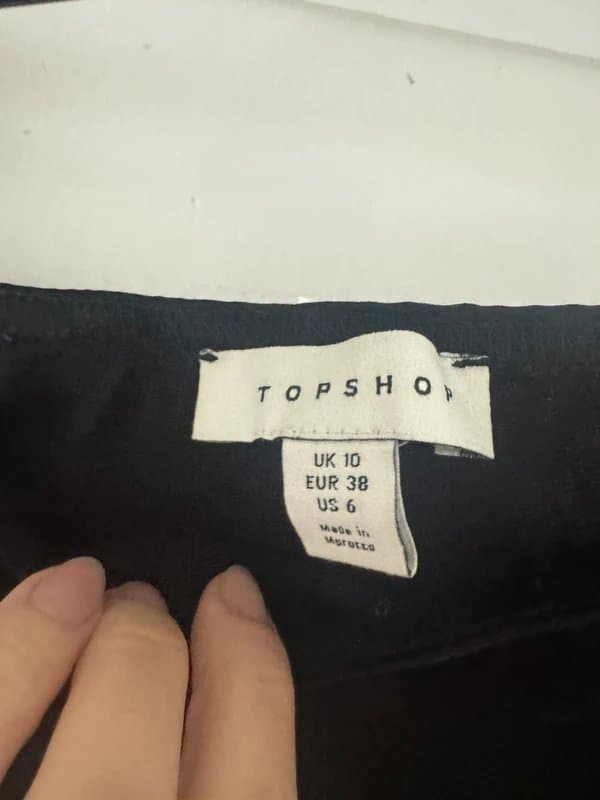 TOPSHOP
UK 10
EUR 38
US 6
Made in
Morocco